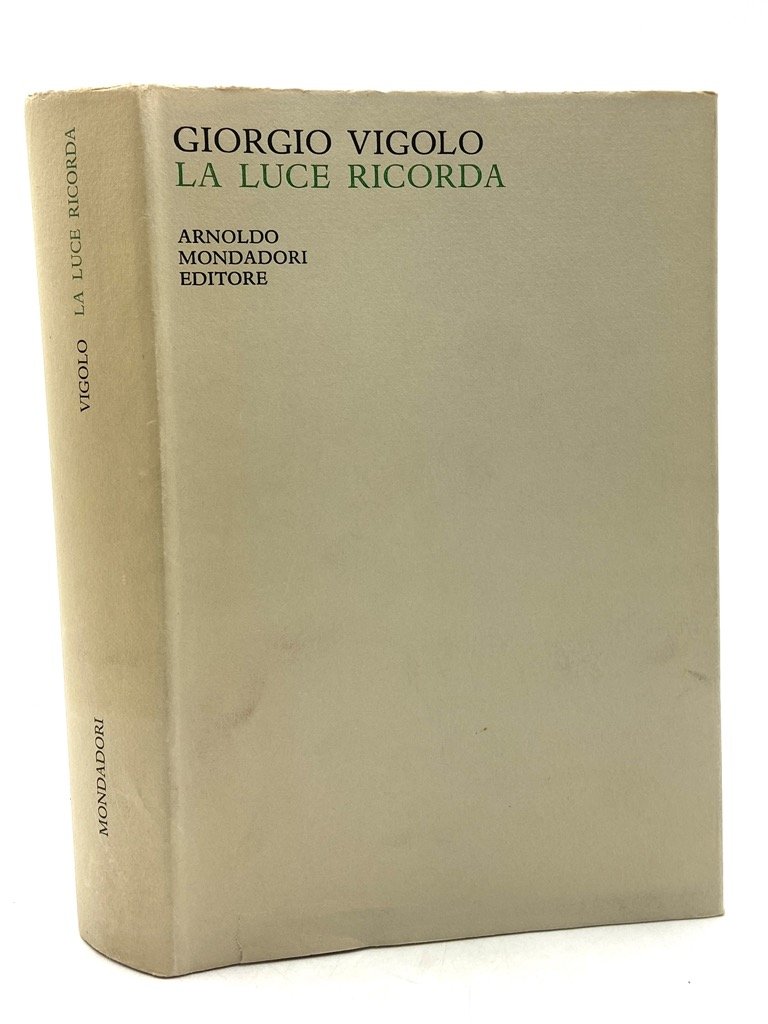 GIORGIO VIGOLO
LA LUCE RICORDA
ARNOLDO
MONDADORI
EDITORE
VIGOLO LA LUCE RICORDA
MONDADORI